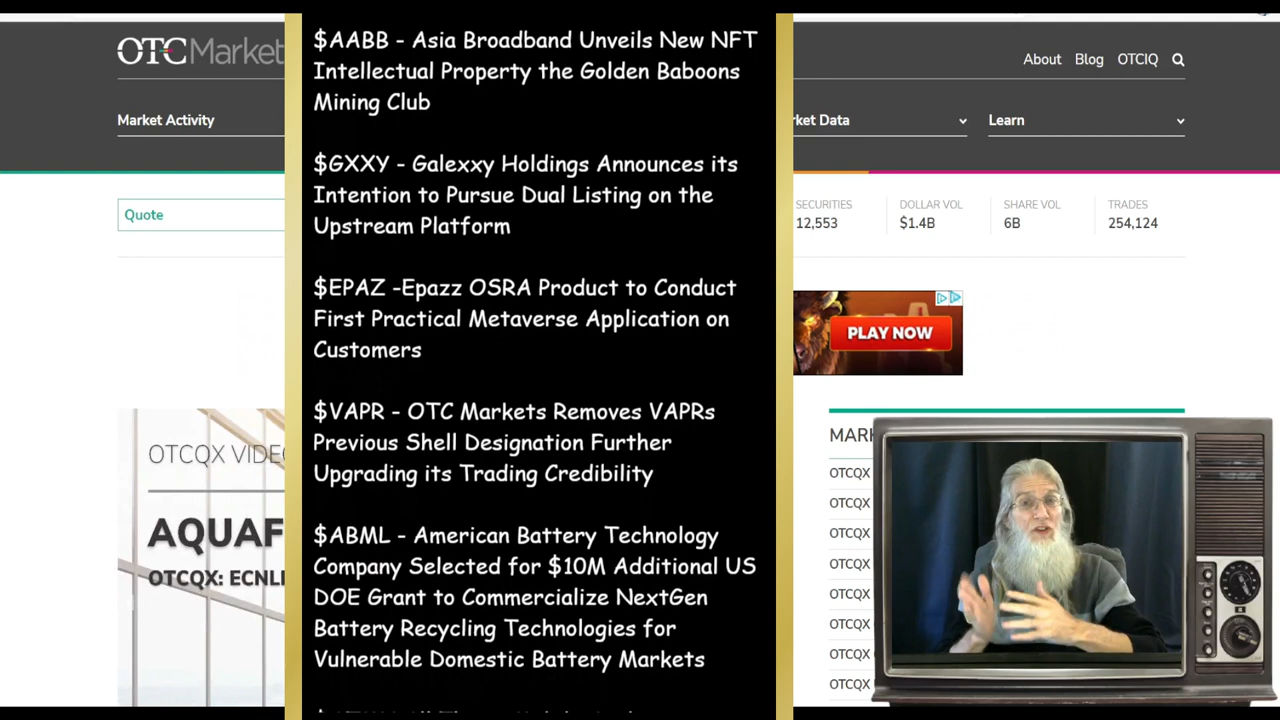 OTCMarket
About Blog OTCIQ
Market Activity
rket Data
Learn
Quote
SECURITIES
12,553
DOLLAR VOL
$1.4B
SHARE VOL
6B
TRADES
254,124
$AABB - Asia Broadband Unveils New NFT
Intellectual Property the Golden Baboons
Mining Club
$GXXY - Galexxy Holdings Announces its
Intention to Pursue Dual Listing on the
Upstream Platform
$EPAZ -Epazz OSRA Product to Conduct
First Practical Metaverse Application on
Customers
$VAPR - OTC Markets Removes VAPRs
Previous Shell Designation Further
Upgrading its Trading Credibility
$ABML - American Battery Technology
Company Selected for $10M Additional US
DOE Grant to Commercialize NextGen
Battery Recycling Technologies for
Vulnerable Domestic Battery Markets
PLAY NOW
OTCQX VIDE
AQUAF
OTCQX: ECNL
MAR
OTCQX
OTCQX
OTCQX
OTCQX
OTCQX
OTCQX
OTCQX
OTCQX